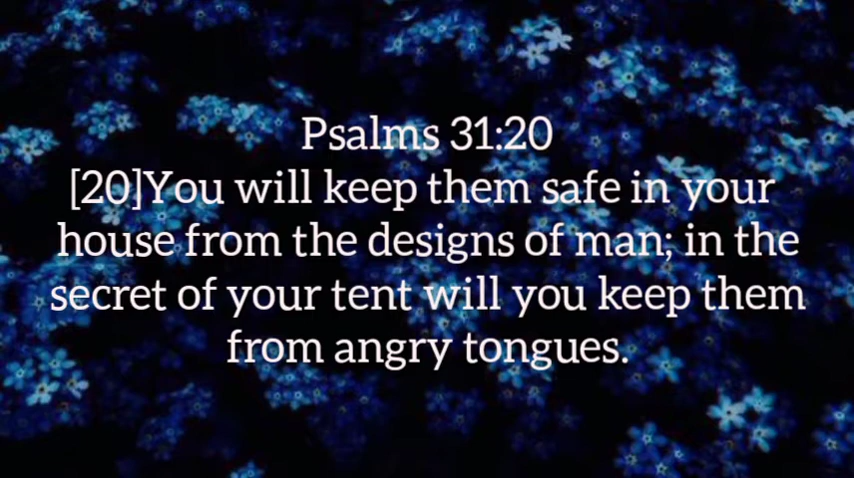 Psalms 31:20
[20]You will keep them safe in your
house from the designs of man; in the
secret of your tent will you keep them
from angry tongues.